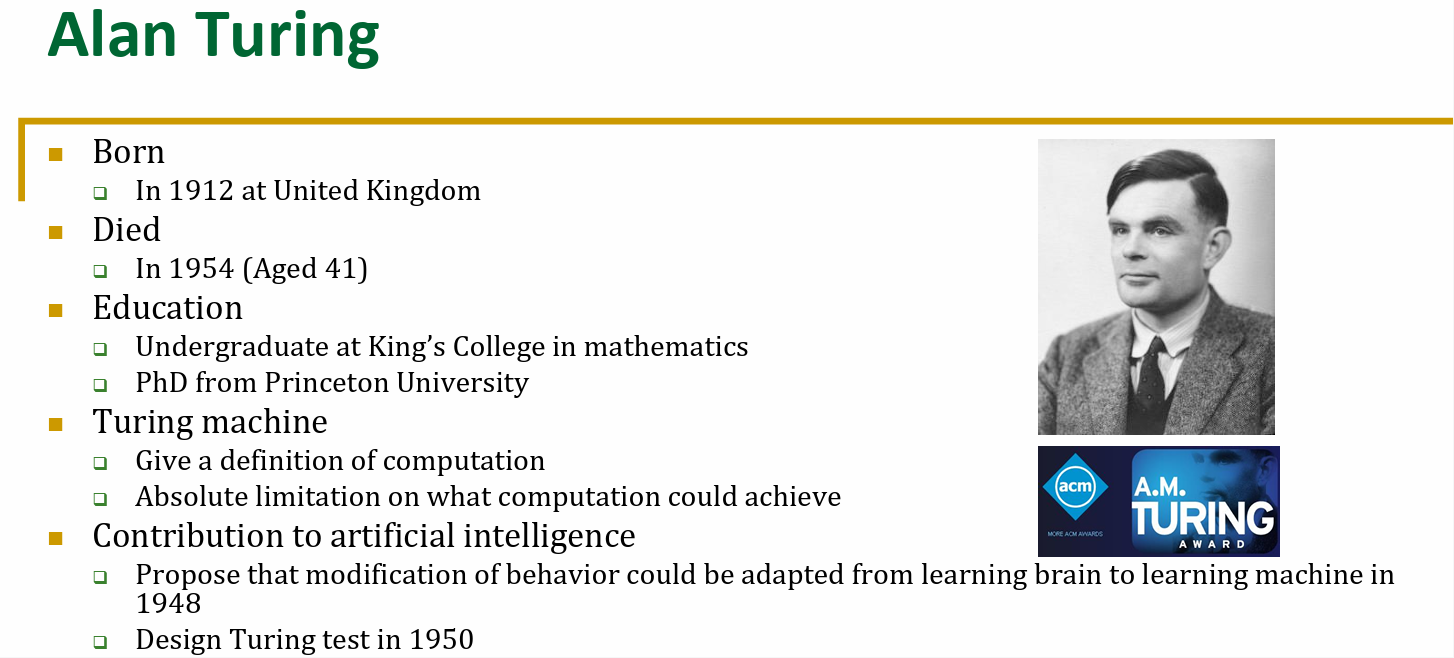 Alan Turing
Born
In 1912 at United Kingdom
Died
In 1954 (Aged 41)
Education
Undergraduate at King’s College in mathematics
PhD from Princeton University
Turing machine
Give a definition of computation
Absolute limitation on what computation could achieve
Contribution to artificial intelligence
Propose that modification of behavior could be adapted from learning brain to learning machine in
1948
Design Turing test in 1950
acm
MORE ACM AWARDS
A.M.
TURING
AWARD